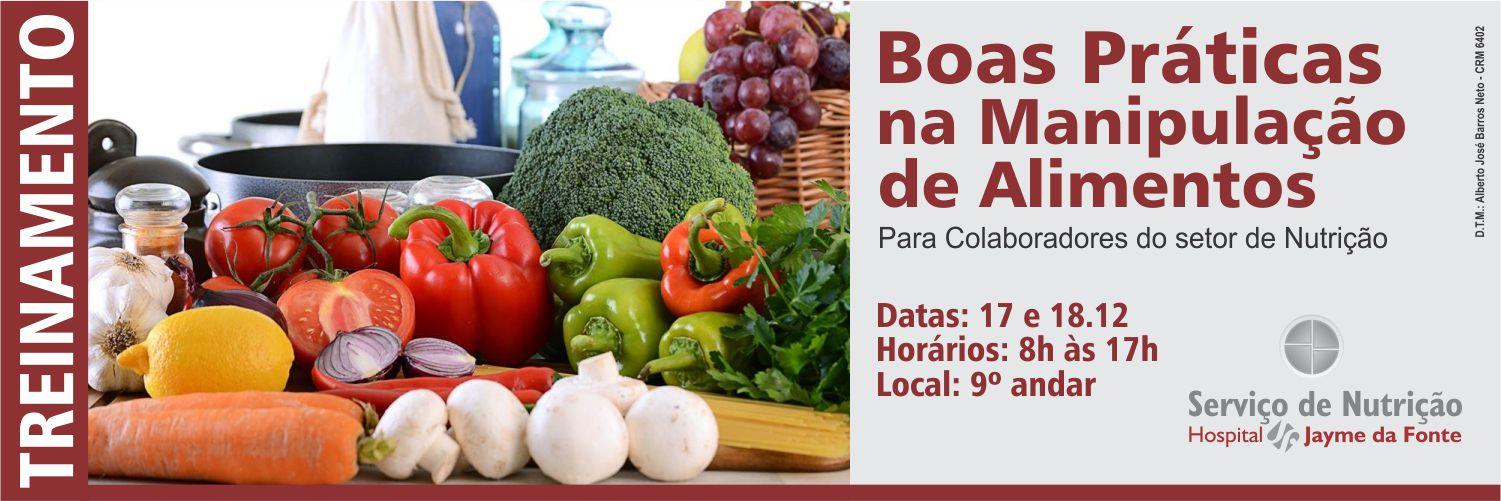 TREINAMENTO
Boas Práticas
na Manipulação
de Alimentos
Para Colaboradores do setor de Nutrição
Datas: 17 e 18.12
Horários: 8h às 17h
Local: 9º andar
Serviço de Nutrição
Hospital Jayme da Fonte
D.T.M.: Alberto José Barros Neto - CRM 6402